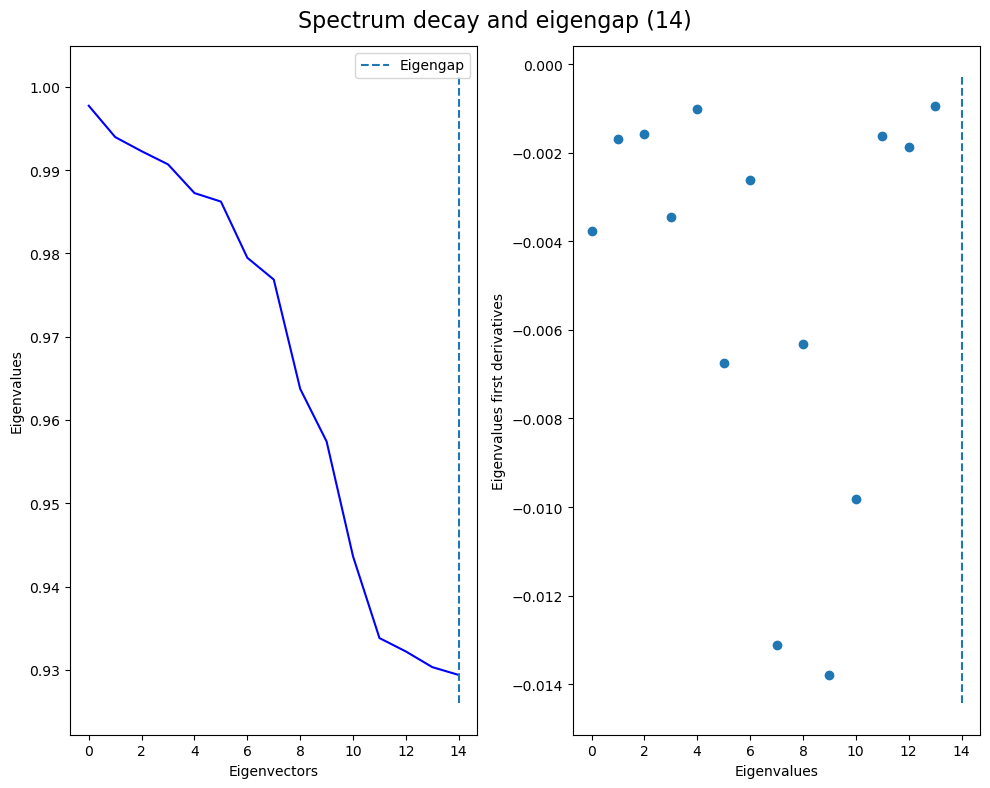 Spectrum decay and eigengap (14)
Eigengap
1.00
0.99
0.98
0.97
0.96
0.95
0.94
0.93
Eigenvalues
0 2 4 6 8 10 12 14
Eigenvectors
0.000
−0.002
−0.004
−0.006
−0.008
−0.010
−0.012
−0.014
Eigenvalues first derivatives
0 2 4 6 8 10 12 14
Eigenvalues